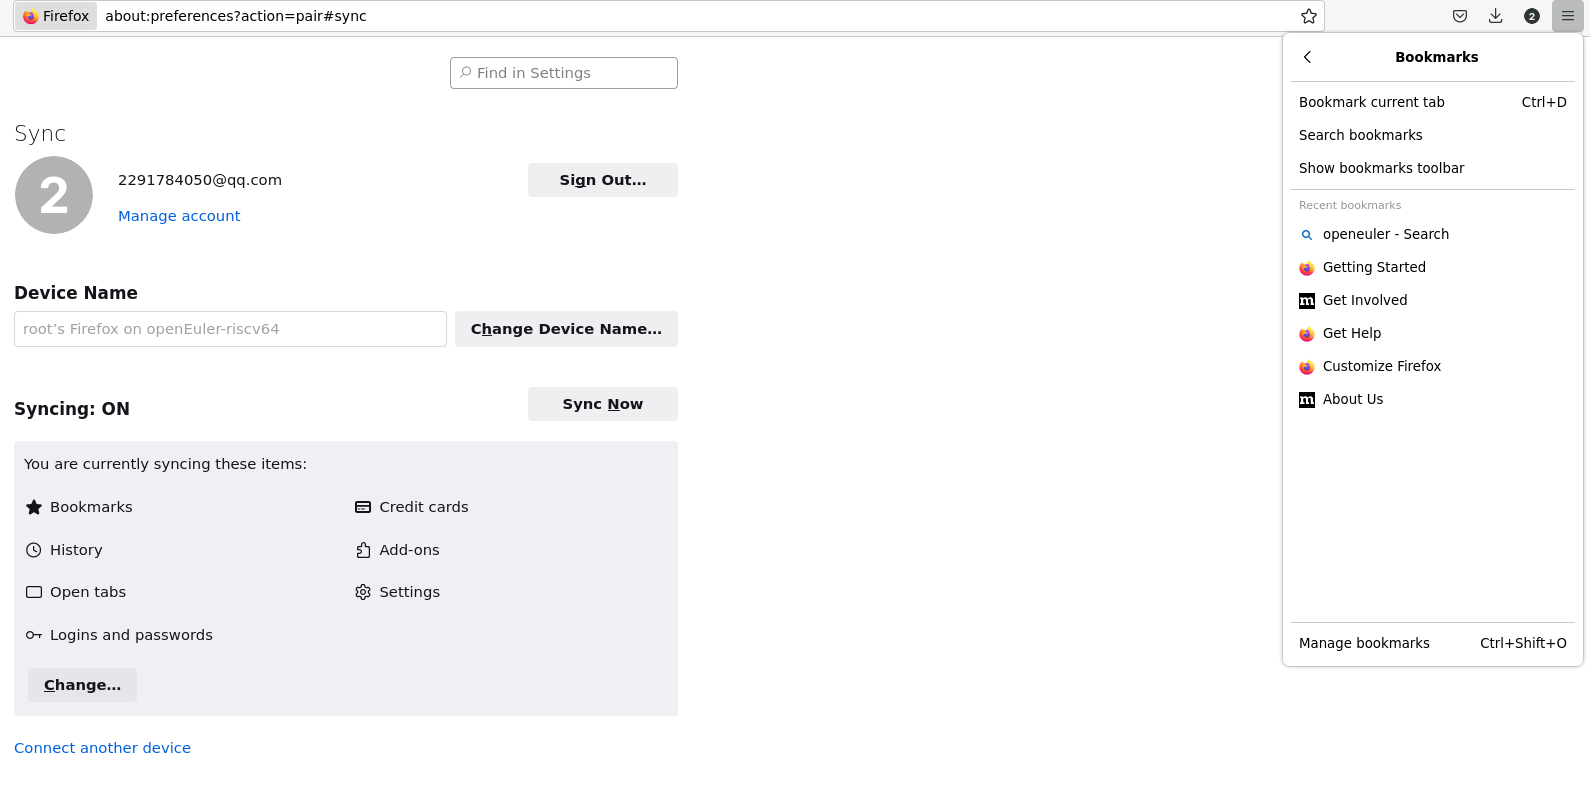 Firefox about:preferences?action=pair#sync
2
Find in Settings
Sync
2
2291784050@qq.com
Sign Out…
Manage account
Device Name
root’s Firefox on openEuler-riscv64
Change Device Name…
Syncing: ON
Sync Now
You are currently syncing these items:
Bookmarks
Credit cards
History
Add-ons
Open tabs
Settings
Logins and passwords
Change…
Connect another device
Bookmarks
Bookmark current tab Ctrl+D
Search bookmarks
Show bookmarks toolbar
Recent bookmarks
openeuler - Search
Getting Started
m Get Involved
Get Help
Customize Firefox
m About Us
Manage bookmarks Ctrl+Shift+O